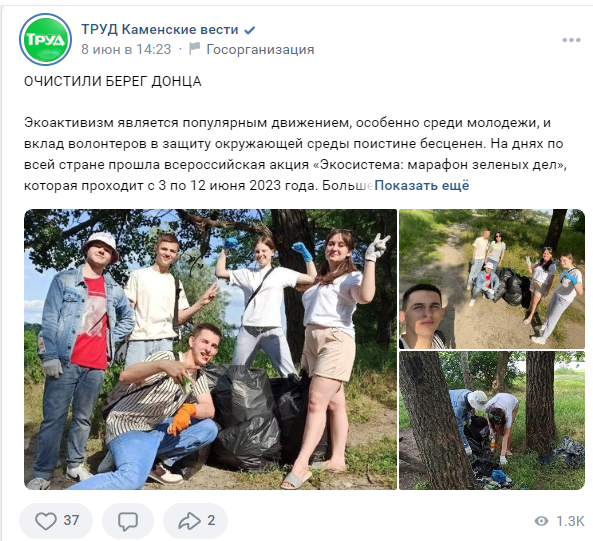 ТРУД Каменские вести
ТРУД
8 июн в 14:23 · Госорганизация
ОЧИСТИЛИ БЕРЕГ ДОНЦА
Экоактивизм является популярным движением, особенно среди молодежи, и
вклад волонтеров в защиту окружающей среды поистине бесценен. На днях по
всей стране прошла всероссийская акция «Экосистема: марафон зеленых дел»,
которая проходит с 3 по 12 июня 2023 года. Больше Показать ещё
37
2
1.3K